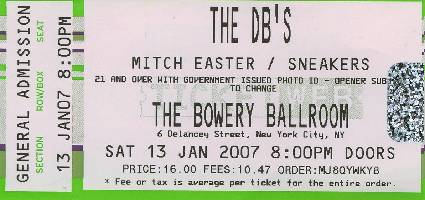 GENERAL ADMISSION
SECTION ROW/BOX SEAT
13 JAN07 8:00PM
THE DB'S
MITCH EASTER / SNEAKERS
21 AND OVER WITH GOVERNMENT ISSUED PHOTO ID - OPENER SUBJ
TO CHANGE
THE BOWERY BALLROOM
6 Delancey Street, New York City, NY
SAT 13 JAN 2007 8:00PM DOORS
PRICE:16.00 FEES:10.47 ORDER:MJ8QYWKY6
* Fee or tax is average per ticket for the entire order.